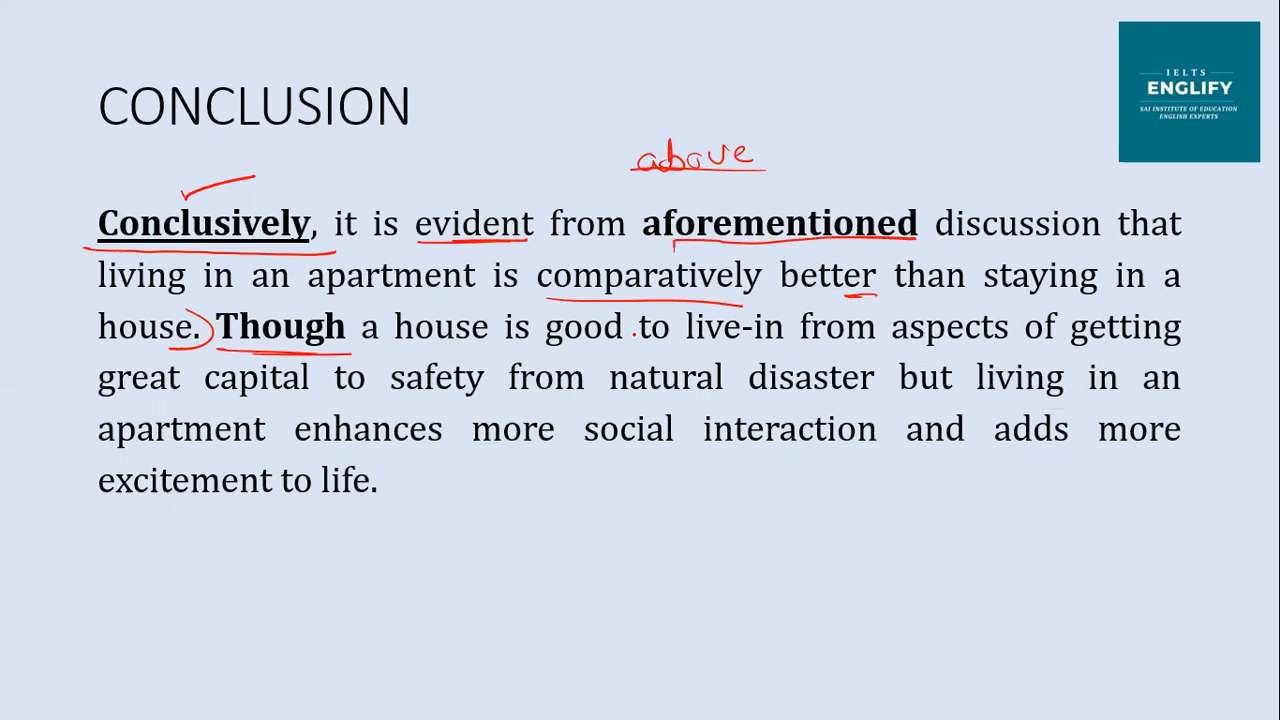 IELTS
ENGLIFY
SAI INSTITUTE OF EDUCATION
ENGLISH EXPERTS
CONCLUSION
above
Conclusively, it is evident from aforementioned discussion that
living in an apartment is comparatively better than staying in a
house. Though a house is good to live-in from aspects of getting
great capital to safety from natural disaster but living in an
apartment enhances more social interaction and adds more
excitement to life.